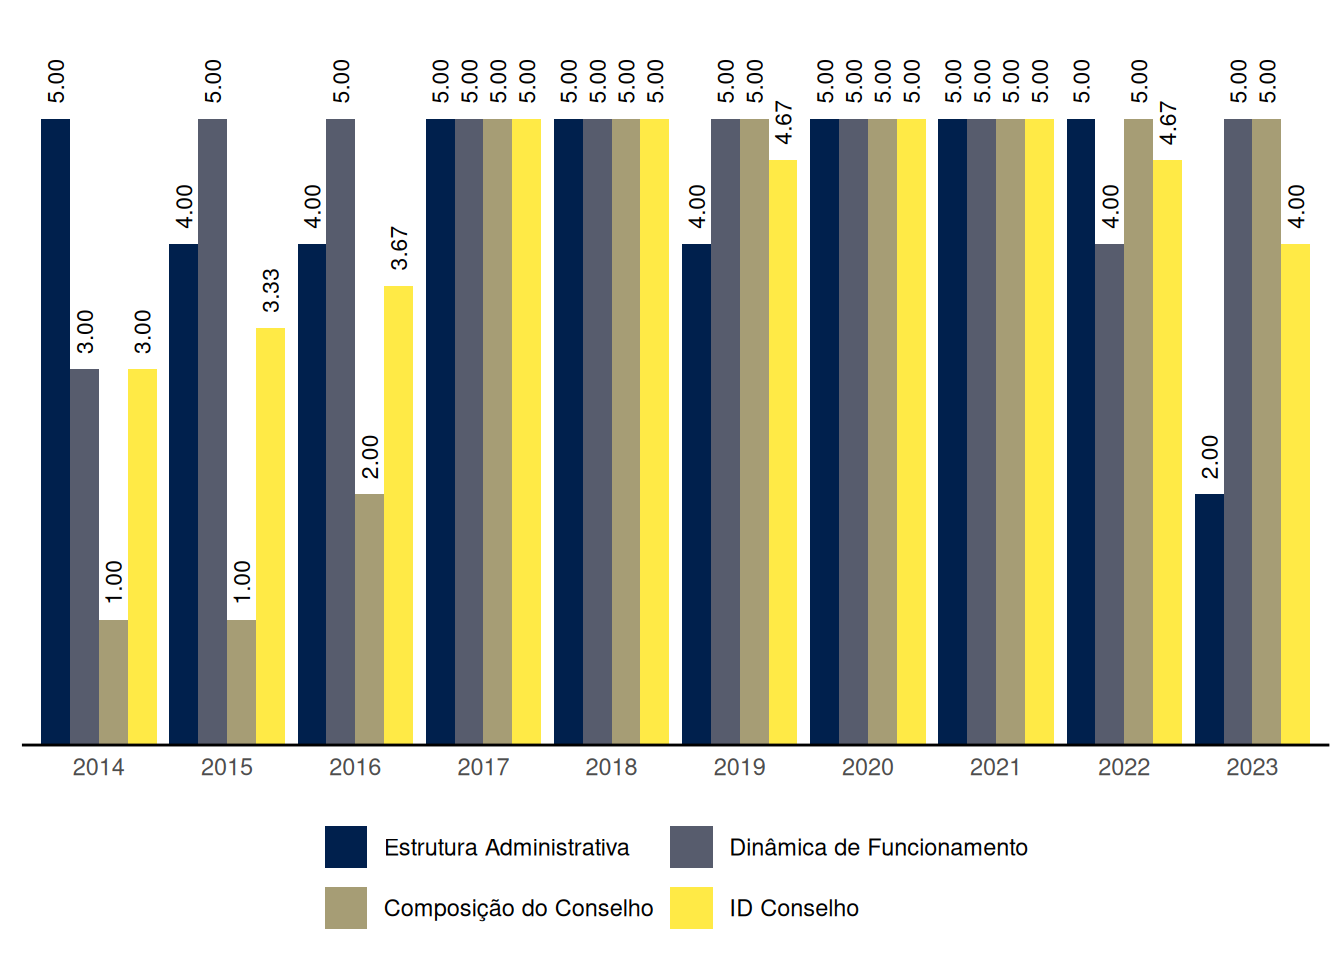 5.00 3.00 1.00 3.00
4.00 5.00 1.00 3.33
4.00 5.00 2.00 3.67
5.00 5.00 5.00 5.00
5.00 5.00 5.00 5.00
4.00 5.00 5.00 4.67
5.00 5.00 5.00 5.00
5.00 5.00 5.00 5.00
5.00 4.00 5.00 4.67
2.00 5.00 5.00 4.00
2014 2015 2016 2017 2018 2019 2020 2021 2022 2023
Estrutura Administrativa Dinâmica de Funcionamento
Composição do Conselho ID Conselho